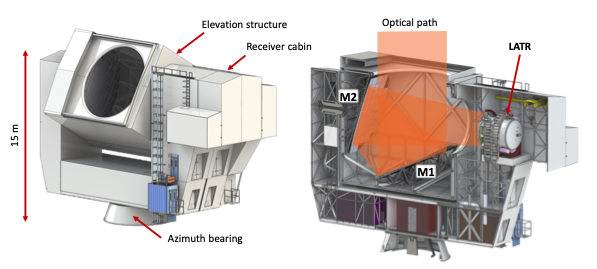 Elevation structure
Receiver cabin
15 m
Azimuth bearing
Optical path
LATR
M2
M1